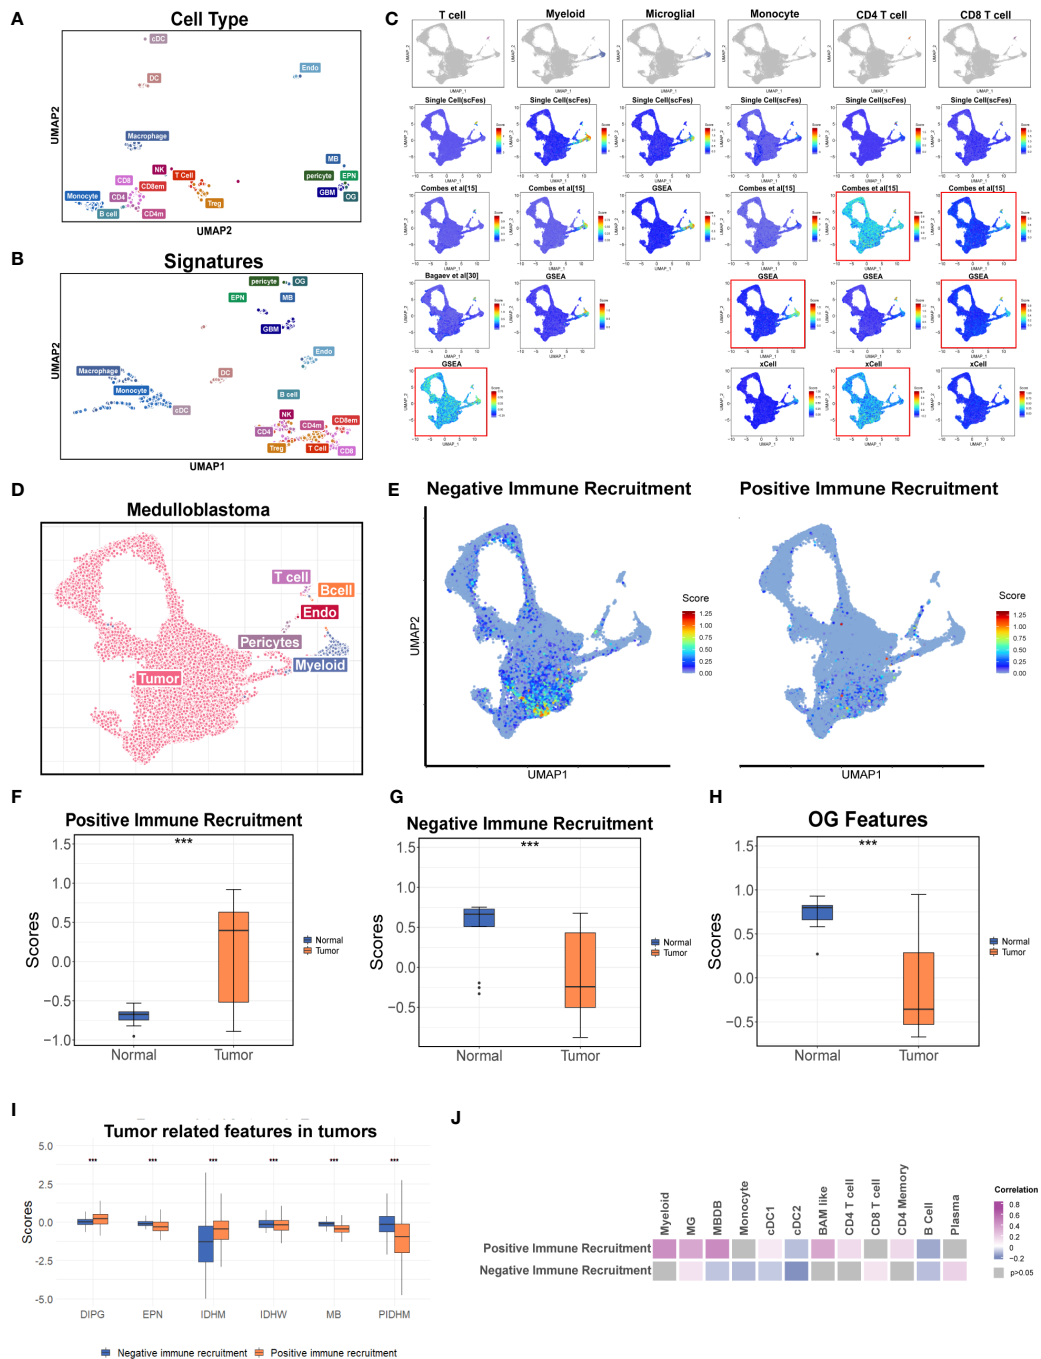 A
Cell Type
cDC
DC
Endo
Macrophage
NK
T Cell
CD8
CD8em
Monocyte
CD4
Treg
B cell
CD4m
MB
pericyte
EPN
GBM
OG
UMAP2
UMAP2
B
Signatures
pericyte
OG
EPN
MB
GBM
Endo
Macrophage
DC
Monocyte
cDC
B cell
NK
CD4
CD4m
CD8em
Treg
T Cell
CD8
UMAP2
UMAP1
C
T cell
Myeloid
Microglial
Monocyte
CD4 T cell
CD8 T cell
Single Cell(scFes)
Single Cell(scFes)
Single Cell(scFes)
Single Cell(scFes)
Single Cell(scFes)
Single Cell(scFes)
Combes et al[15]
Combes et al[15]
GSEA
Combes et al[15]
Combes et al[15]
Combes et al[15]
Bagaev et al[30]
GSEA
GSEA
GSEA
GSEA
GSEA
xCell
xCell
xCell
D
Medulloblastoma
T cell
Bcell
Endo
Pericytes
Myeloid
Tumor
E
Negative Immune Recruitment
Positive Immune Recruitment
Score
1.25
1.00
0.75
0.50
0.25
0.00
Score
1.25
1.00
0.75
0.50
0.25
0.00
UMAP2
UMAP1
UMAP1
F
Positive Immune Recruitment
***
1.5
1.0
0.5
0.0
−0.5
−1.0
Scores
Normal
Tumor
Normal
Tumor
G
Negative Immune Recruitment
***
1.5
1.0
0.5
0.0
−0.5
Scores
Normal
Tumor
Normal
Tumor
H
OG Features
***
1.5
1.0
0.5
0.0
−0.5
Scores
Normal
Tumor
Normal
Tumor
I
Tumor related features in tumors
*** *** *** *** *** ***
5.0
2.5
0.0
-2.5
-5.0
Scores
DIPG EPN IDHM IDHW MB PIDHM
Negative immune recruitment
Positive immune recruitment
J
Myeloid
MG
MBDB
Monocyte
cDC1
cDC2
BAM like
CD4 T cell
CD8 T cell
CD4 Memory
B Cell
Plasma
Positive Immune Recruitment
Negative Immune Recruitment
Correlation
0.8
0.6
0.4
0.2
0
−0.2
p>0.05